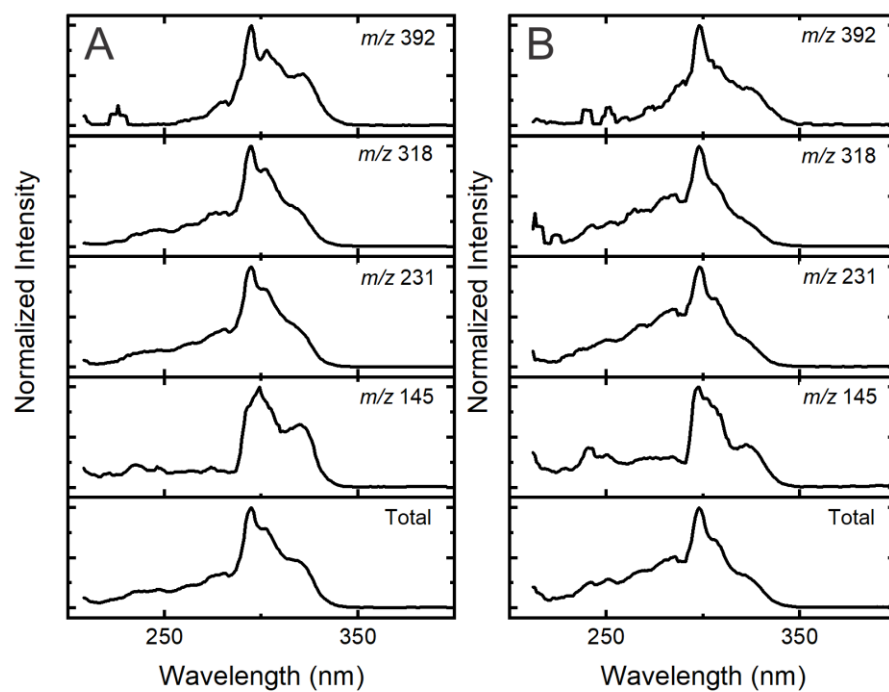 A
m/z 392
m/z 318
m/z 231
m/z 145
Total
Normalized Intensity
250
350
Wavelength (nm)
B
m/z 392
m/z 318
m/z 231
m/z 145
Total
Normalized Intensity
250
350
Wavelength (nm)